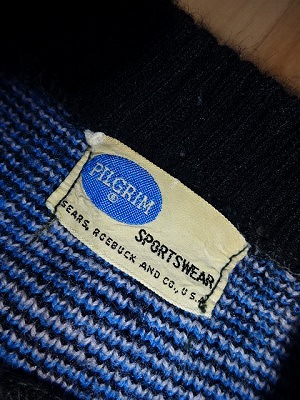 PILGRIM
®
SPORTSWEAR
SEARS, ROEBUCK AND CO., U.S.A.